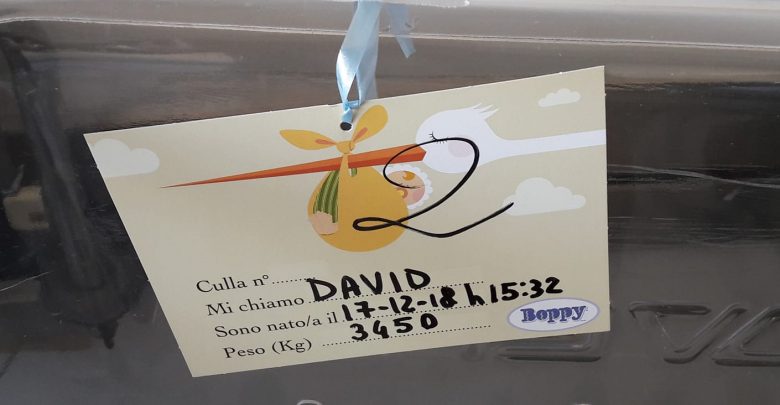 2
Culla n°
Mi chiamo DAVID
Sono nato/a il 17-12-18 h 15:32
Peso (Kg) 3450
Boppy